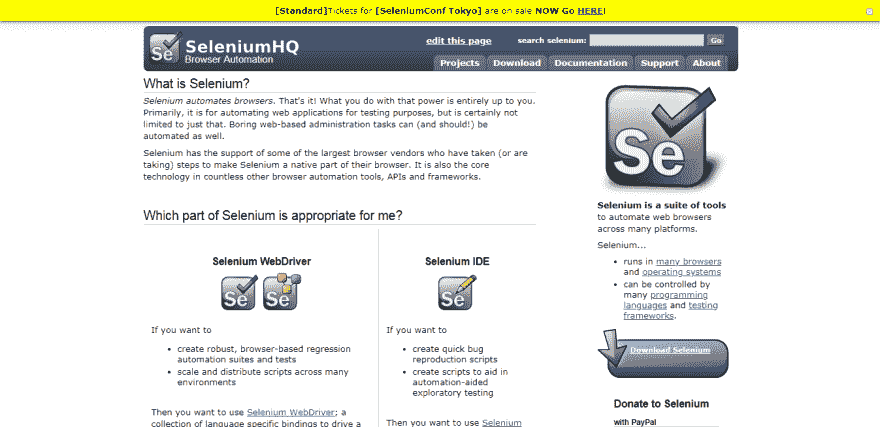 [Standard]Tickets for [SeleniumConf Tokyo] are on sale NOW Go HERE!
Se
SeleniumHQ
Browser Automation
edit this page
search selenium:
Go
Projects
Download
Documentation
Support
About
What is Selenium?
Selenium automates browsers. That's it! What you do with that power is entirely up to you.
Primarily, it is for automating web applications for testing purposes, but is certainly not
limited to just that. Boring web-based administration tasks can (and should!) be
automated as well.
Selenium has the support of some of the largest browser vendors who have taken (or are
taking) steps to make Selenium a native part of their browser. It is also the core
technology in countless other browser automation tools, APIs and frameworks.
Which part of Selenium is appropriate for me?
Selenium WebDriver
Se
Se
If you want to
• create robust, browser-based regression
automation suites and tests
• scale and distribute scripts across many
environments
Then you want to use Selenium WebDriver; a
collection of language specific bindings to drive a
Selenium IDE
Se
If you want to
• create quick bug
reproduction scripts
• create scripts to aid in
automation-aided
exploratory testing
Then you want to use Selenium
Se
Selenium is a suite of tools
to automate web browsers
across many platforms.
Selenium...
• runs in many browsers
and operating systems
• can be controlled by
many programming
languages and testing
frameworks.
Download Selenium
Donate to Selenium
with PayPal